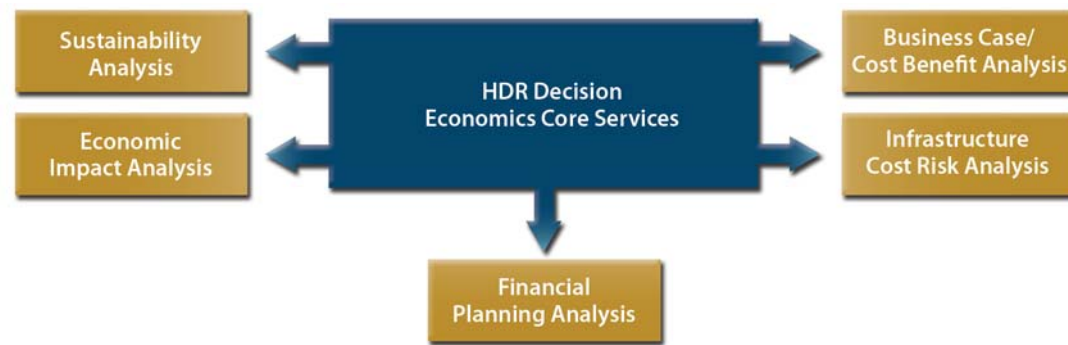 Sustainability
Analysis
Economic
Impact Analysis
HDR Decision
Economics Core Services
Business Case/
Cost Benefit Analysis
Infrastructure
Cost Risk Analysis
Financial
Planning Analysis